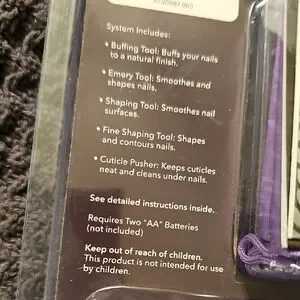 System Includes:
• Buffing Tool: Buffs your nails
to a natural finish.
• Emery Tool: Smoothes and
shapes nails.
• Shaping Tool: Smoothes nail
surfaces.
• Fine Shaping Tool: Shapes
and contours nails.
• Cuticle Pusher: Keeps cuticles
neat and cleans under nails.
See detailed instructions inside.
Requires Two "AA" Batteries
(not included)
Keep out of reach of children.
This product is not intended for use
by children.